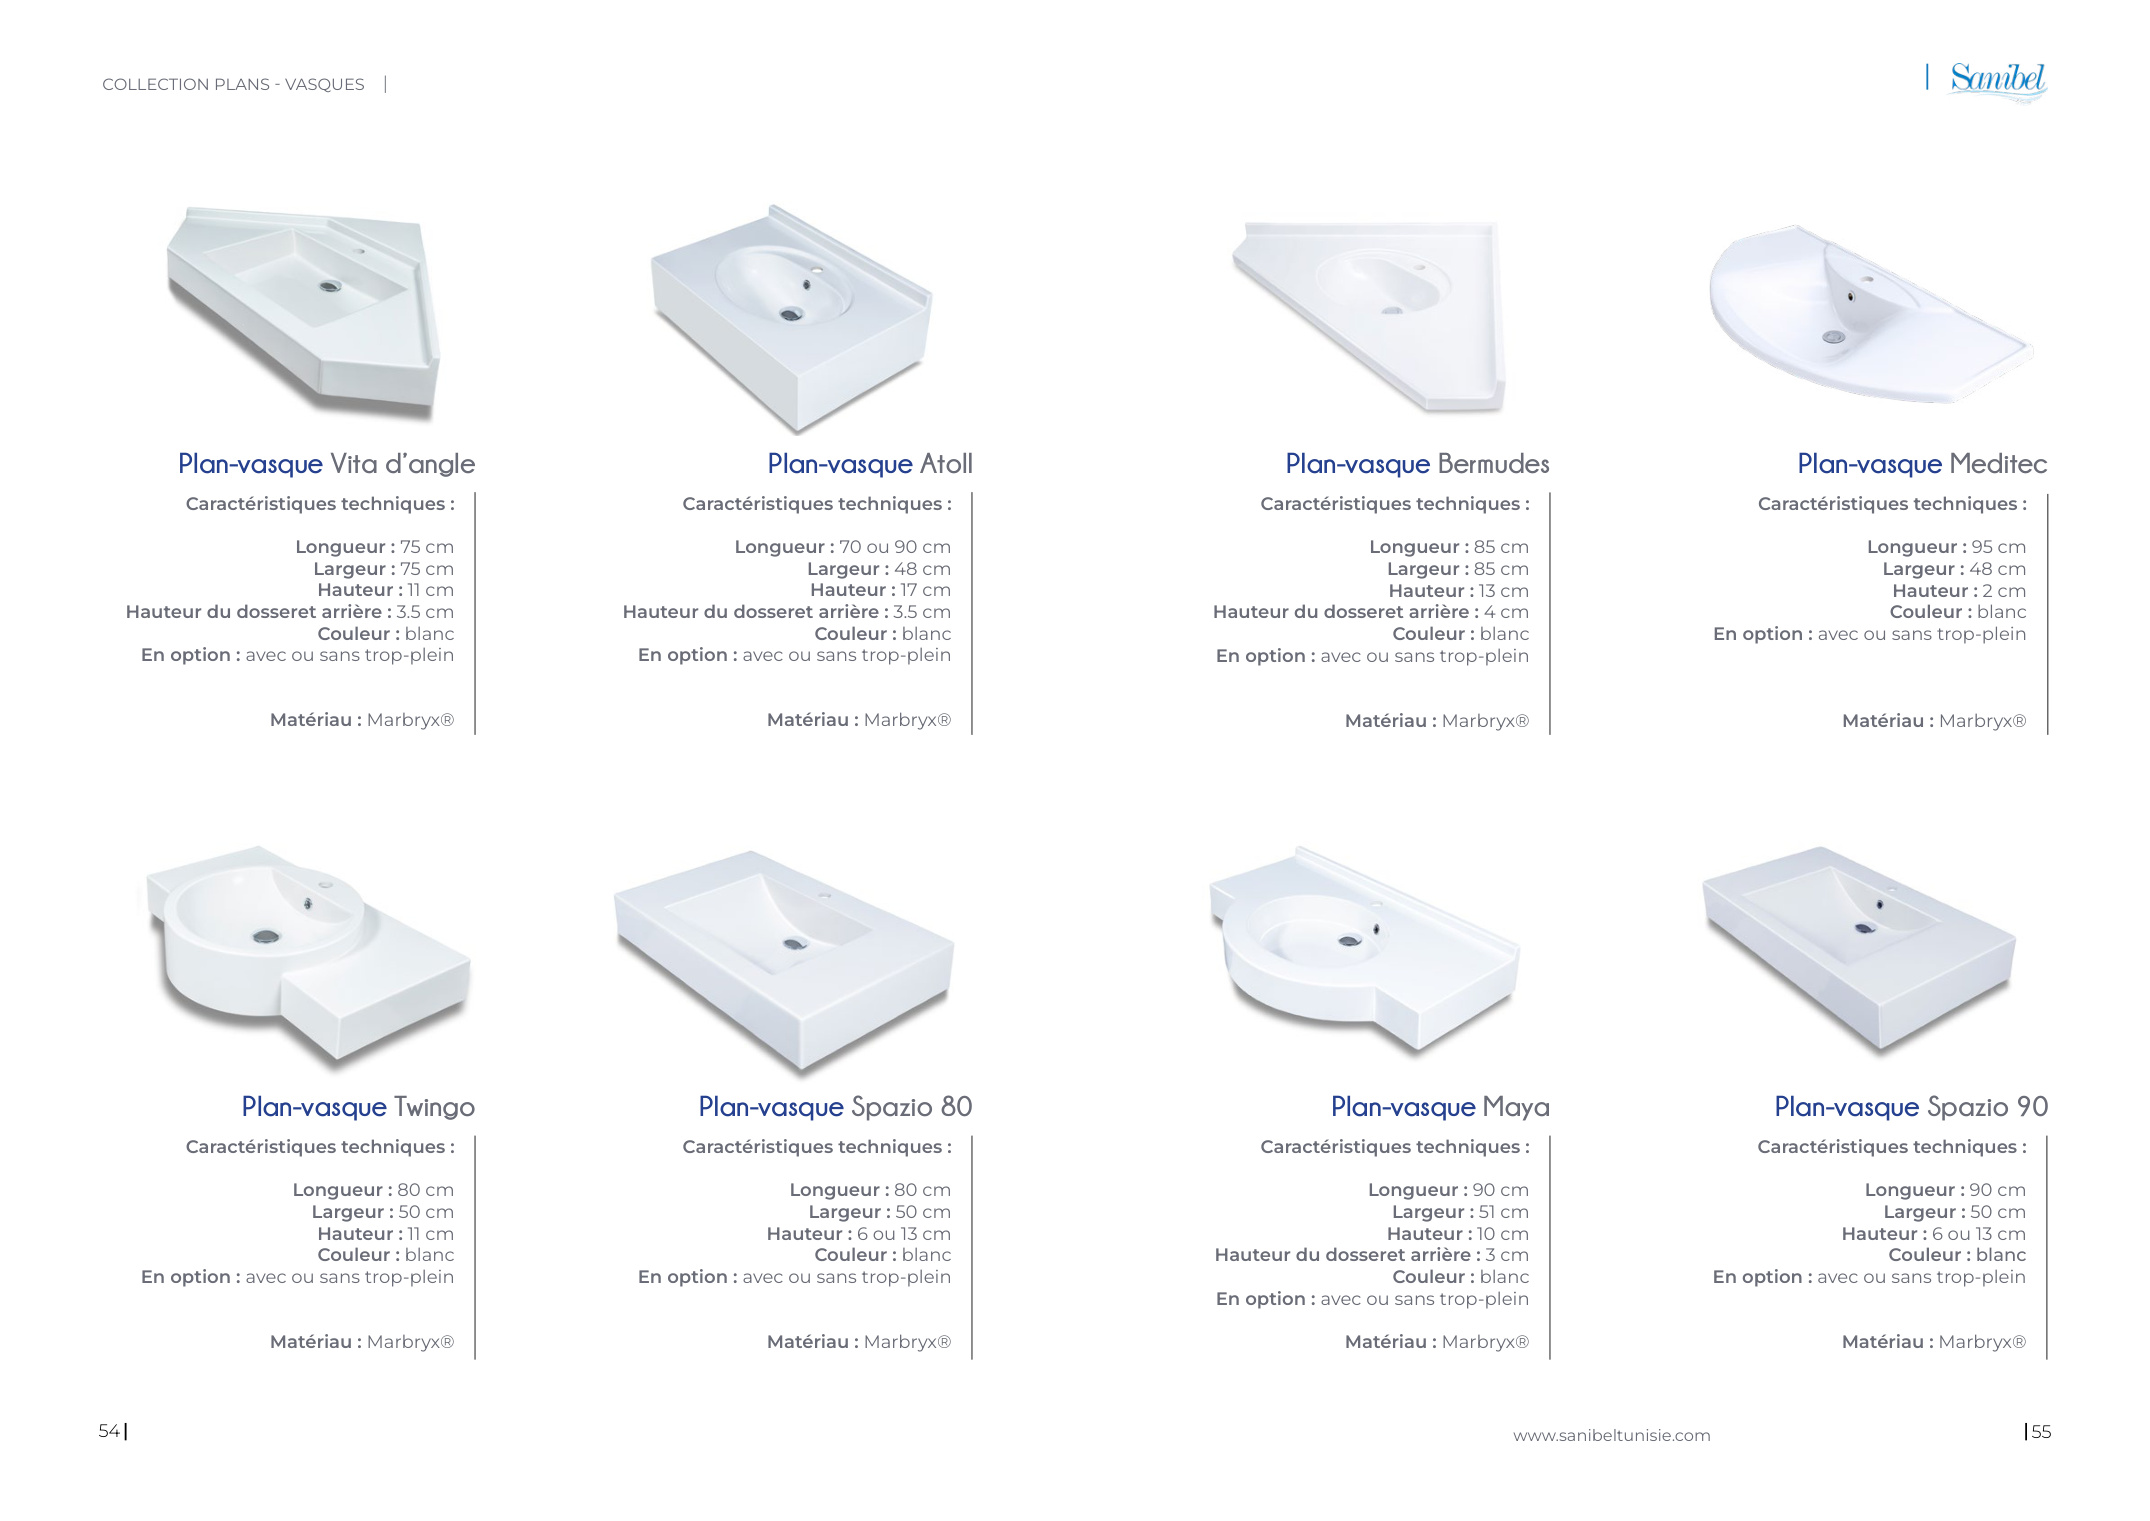 COLLECTION PLANS - VASQUES
Sanibel
Plan-vasque Vita d'angle
Caractéristiques techniques :
Longueur : 75 cm
Largeur : 75 cm
Hauteur : 11 cm
Hauteur du dosseret arrière : 3.5 cm
Couleur : blanc
En option : avec ou sans trop-plein
Matériau : Marbryx®
Plan-vasque Atoll
Caractéristiques techniques :
Longueur : 70 ou 90 cm
Largeur : 48 cm
Hauteur : 17 cm
Hauteur du dosseret arrière : 3.5 cm
Couleur : blanc
En option : avec ou sans trop-plein
Matériau : Marbryx®
Plan-vasque Bermudes
Caractéristiques techniques :
Longueur : 85 cm
Largeur : 85 cm
Hauteur : 13 cm
Hauteur du dosseret arrière : 4 cm
Couleur : blanc
En option : avec ou sans trop-plein
Matériau : Marbryx®
Plan-vasque Meditec
Caractéristiques techniques :
Longueur : 95 cm
Largeur : 48 cm
Hauteur : 2 cm
Couleur : blanc
En option : avec ou sans trop-plein
Matériau : Marbryx®
Plan-vasque Twingo
Caractéristiques techniques :
Longueur : 80 cm
Largeur : 50 cm
Hauteur : 11 cm
Couleur : blanc
En option : avec ou sans trop-plein
Matériau : Marbryx®
Plan-vasque Spazio 80
Caractéristiques techniques :
Longueur : 80 cm
Largeur : 50 cm
Hauteur : 6 ou 13 cm
Couleur : blanc
En option : avec ou sans trop-plein
Matériau : Marbryx®
Plan-vasque Maya
Caractéristiques techniques :
Longueur : 90 cm
Largeur : 51 cm
Hauteur : 10 cm
Hauteur du dosseret arrière : 3 cm
Couleur : blanc
En option : avec ou sans trop-plein
Matériau : Marbryx®
Plan-vasque Spazio 90
Caractéristiques techniques :
Longueur : 90 cm
Largeur : 50 cm
Hauteur : 6 ou 13 cm
Couleur : blanc
En option : avec ou sans trop-plein
Matériau : Marbryx®
54
www.sanibeltunisie.com
55